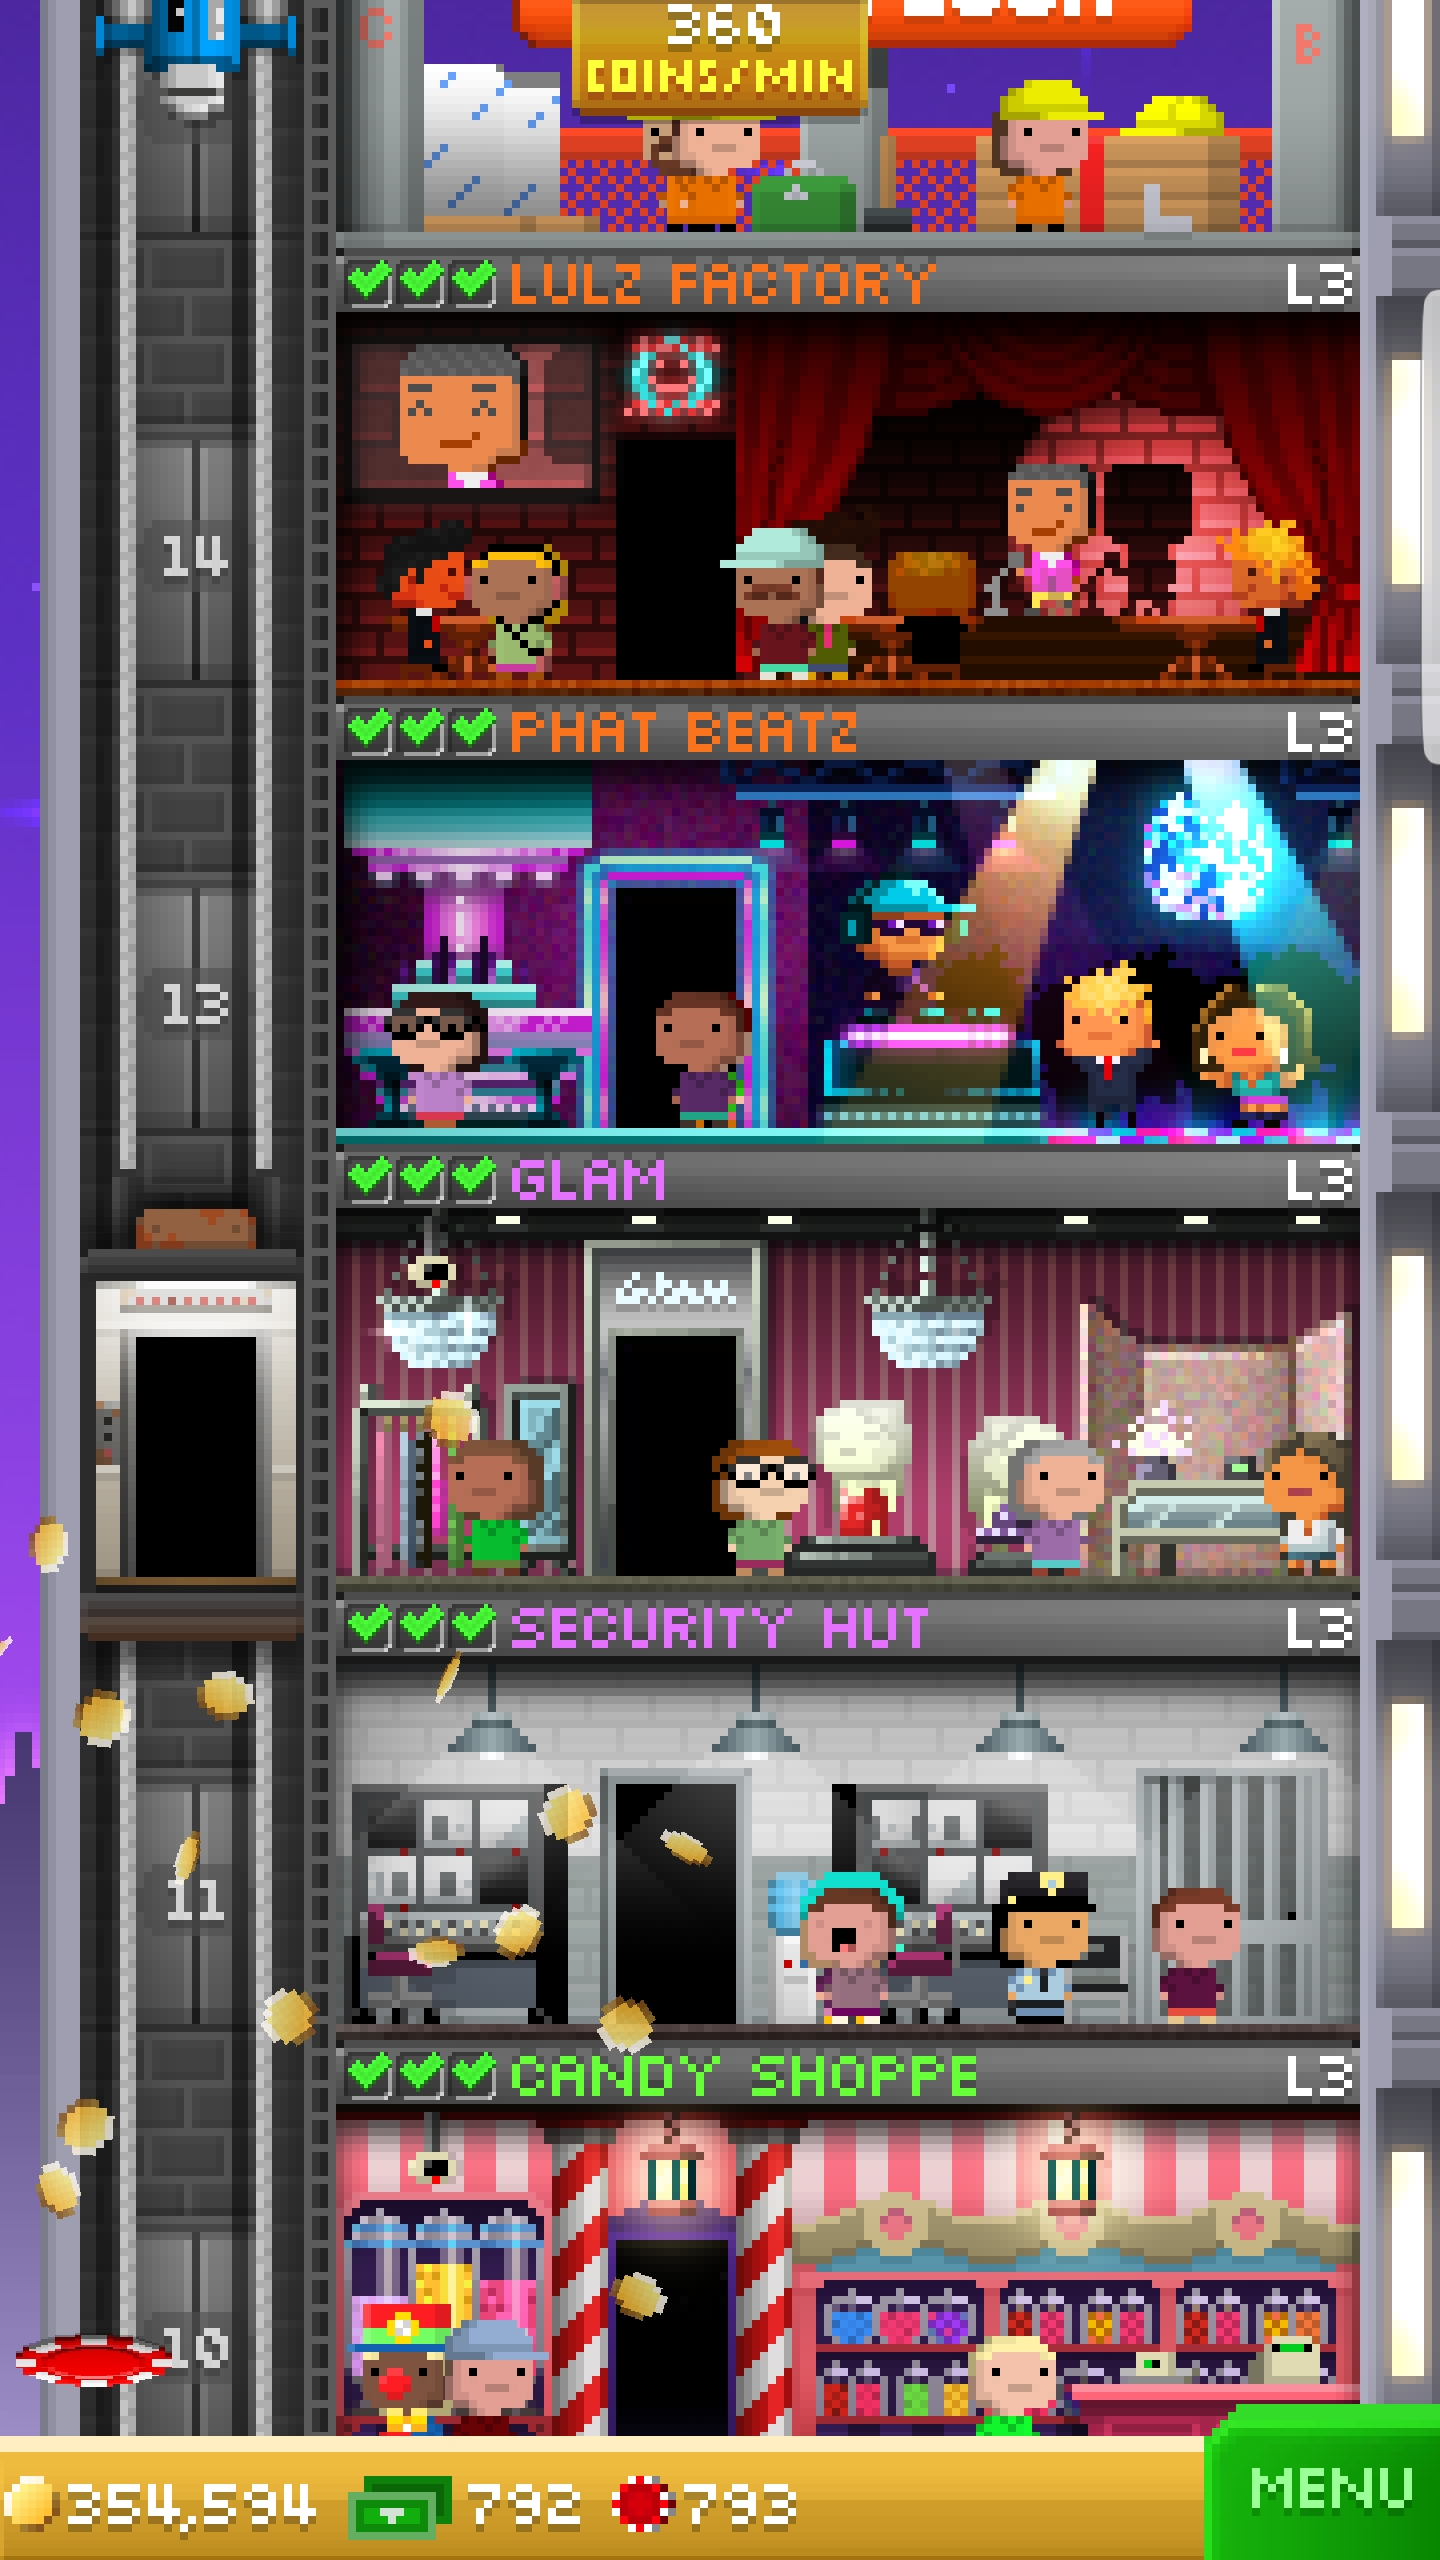 C
360
COINS/MIN
B
LULZ FACTORY L3
14
PHAT BEATZ L3
13
GLAM L3
Glam
SECURITY HUT L3
11
CANDY SHOPPE L3
10
354,594 792 793
MENU